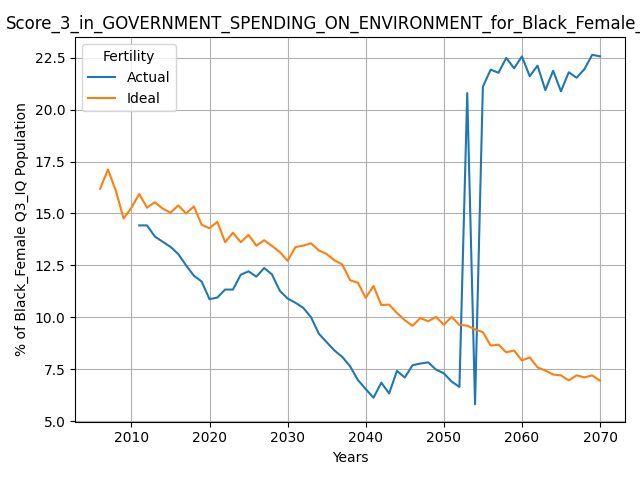 Score_3_in_GOVERNMENT_SPENDING_ON_ENVIRONMENT_for_Black_Female_
Fertility
Actual
Ideal
22.5
20.0
17.5
15.0
12.5
10.0
7.5
5.0
% of Black_Female Q3_IQ Population
2010 2020 2030 2040 2050 2060 2070
Years